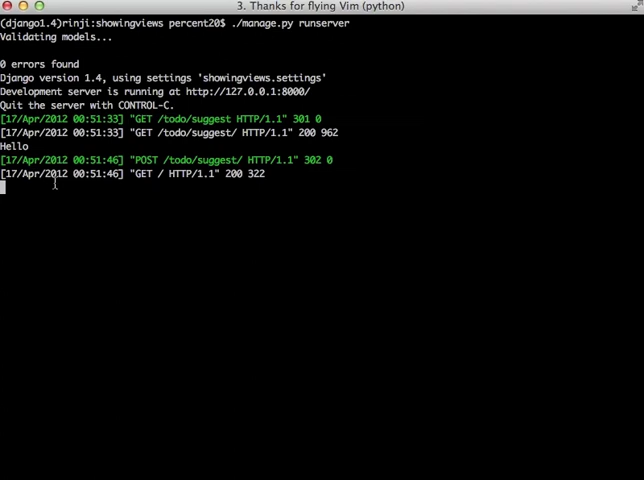 3. Thanks for flying Vim (python)
(django1.4)rinji:showingviews percent20$ ./manage.py runserver
Validating models...
0 errors found
Django version 1.4, using settings 'showingviews.settings'
Development server is running at http://127.0.0.1:8000/
Quit the server with CONTROL-C.
[17/Apr/2012 00:51:33] "GET /todo/suggest HTTP/1.1" 301 0
[17/Apr/2012 00:51:33] "GET /todo/suggest/ HTTP/1.1" 200 962
Hello
[17/Apr/2012 00:51:46] "POST /todo/suggest/ HTTP/1.1" 302 0
[17/Apr/2012 00:51:46] "GET / HTTP/1.1" 200 322